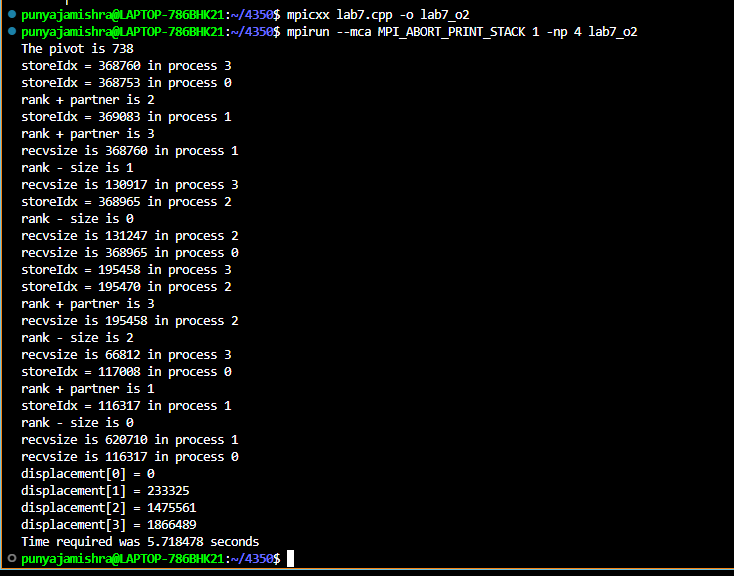 punyajamishra@LAPTOP-786BHK21:~/4350$ mpicxx lab7.cpp -o lab7_o2
punyajamishra@LAPTOP-786BHK21:~/4350$ mpirun --mca MPI_ABORT_PRINT_STACK 1 -np 4 lab7_o2
The pivot is 738
storeIdx = 368760 in process 3
storeIdx = 368753 in process 0
rank + partner is 2
storeIdx = 369083 in process 1
rank + partner is 3
recvsize is 368760 in process 1
rank - size is 1
recvsize is 130917 in process 3
storeIdx = 368965 in process 2
rank - size is 0
recvsize is 131247 in process 2
recvsize is 368965 in process 0
storeIdx = 195458 in process 3
storeIdx = 195470 in process 2
rank + partner is 3
recvsize is 195458 in process 2
rank - size is 2
recvsize is 66812 in process 3
storeIdx = 117008 in process 0
rank + partner is 1
storeIdx = 116317 in process 1
rank - size is 0
recvsize is 620710 in process 1
recvsize is 116317 in process 0
displacement[0] = 0
displacement[1] = 233325
displacement[2] = 1475561
displacement[3] = 1866489
Time required was 5.718478 seconds
punyajamishra@LAPTOP-786BHK21:~/4350$